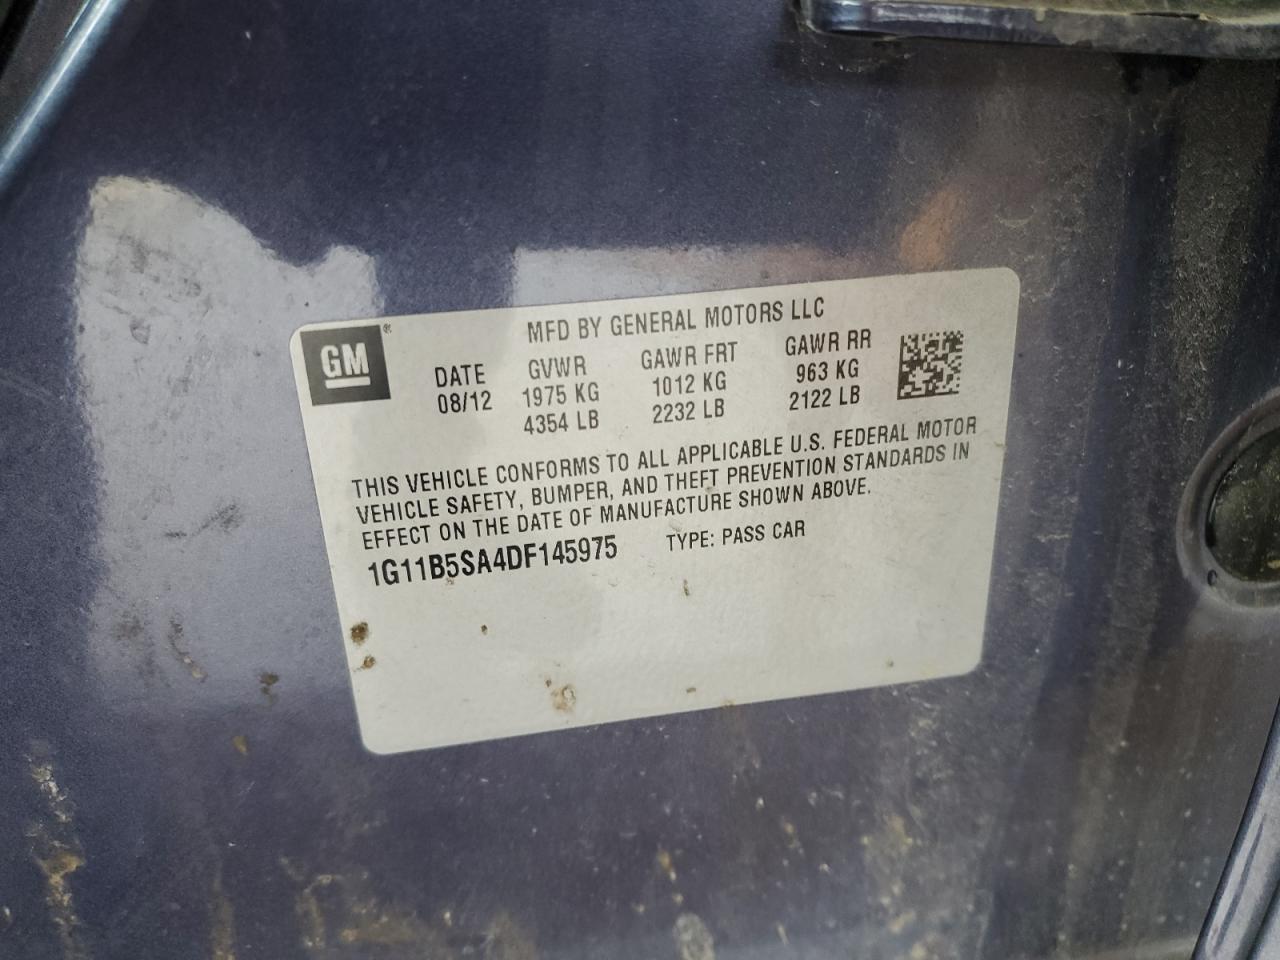 GM
®
MFD BY GENERAL MOTORS LLC
DATE GVWR GAWR FRT GAWR RR
08/12 1975 KG 1012 KG 963 KG
4354 LB 2232 LB 2122 LB
THIS VEHICLE CONFORMS TO ALL APPLICABLE U.S. FEDERAL MOTOR
VEHICLE SAFETY, BUMPER, AND THEFT PREVENTION STANDARDS IN
EFFECT ON THE DATE OF MANUFACTURE SHOWN ABOVE.
1G11B5SA4DF145975 TYPE: PASS CAR